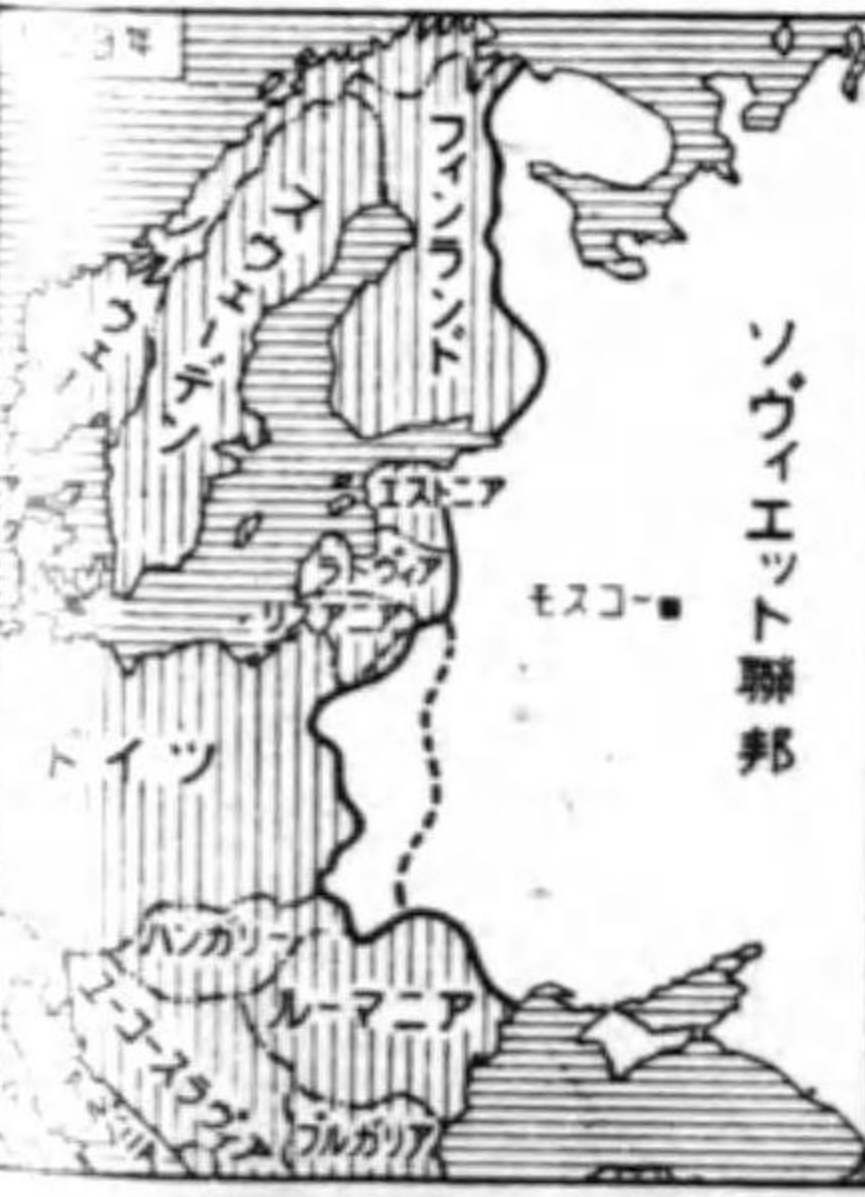 フィンランド
スウェーデン
ウェー
エストニア
ラトヴィア
リ アニア
モスコー
ソヴィエット聯邦
ドイツ
ハンガリー
ルーマニア
ユーゴースラヴィア
ブルガリア